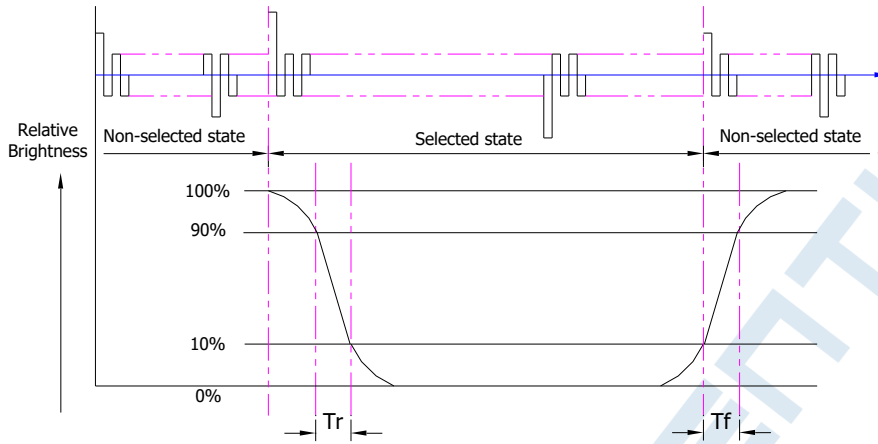 Relative
Brightness
Non-selected state
Selected state
Non-selected state
100%
90%
10%
0%
Tr
Tf